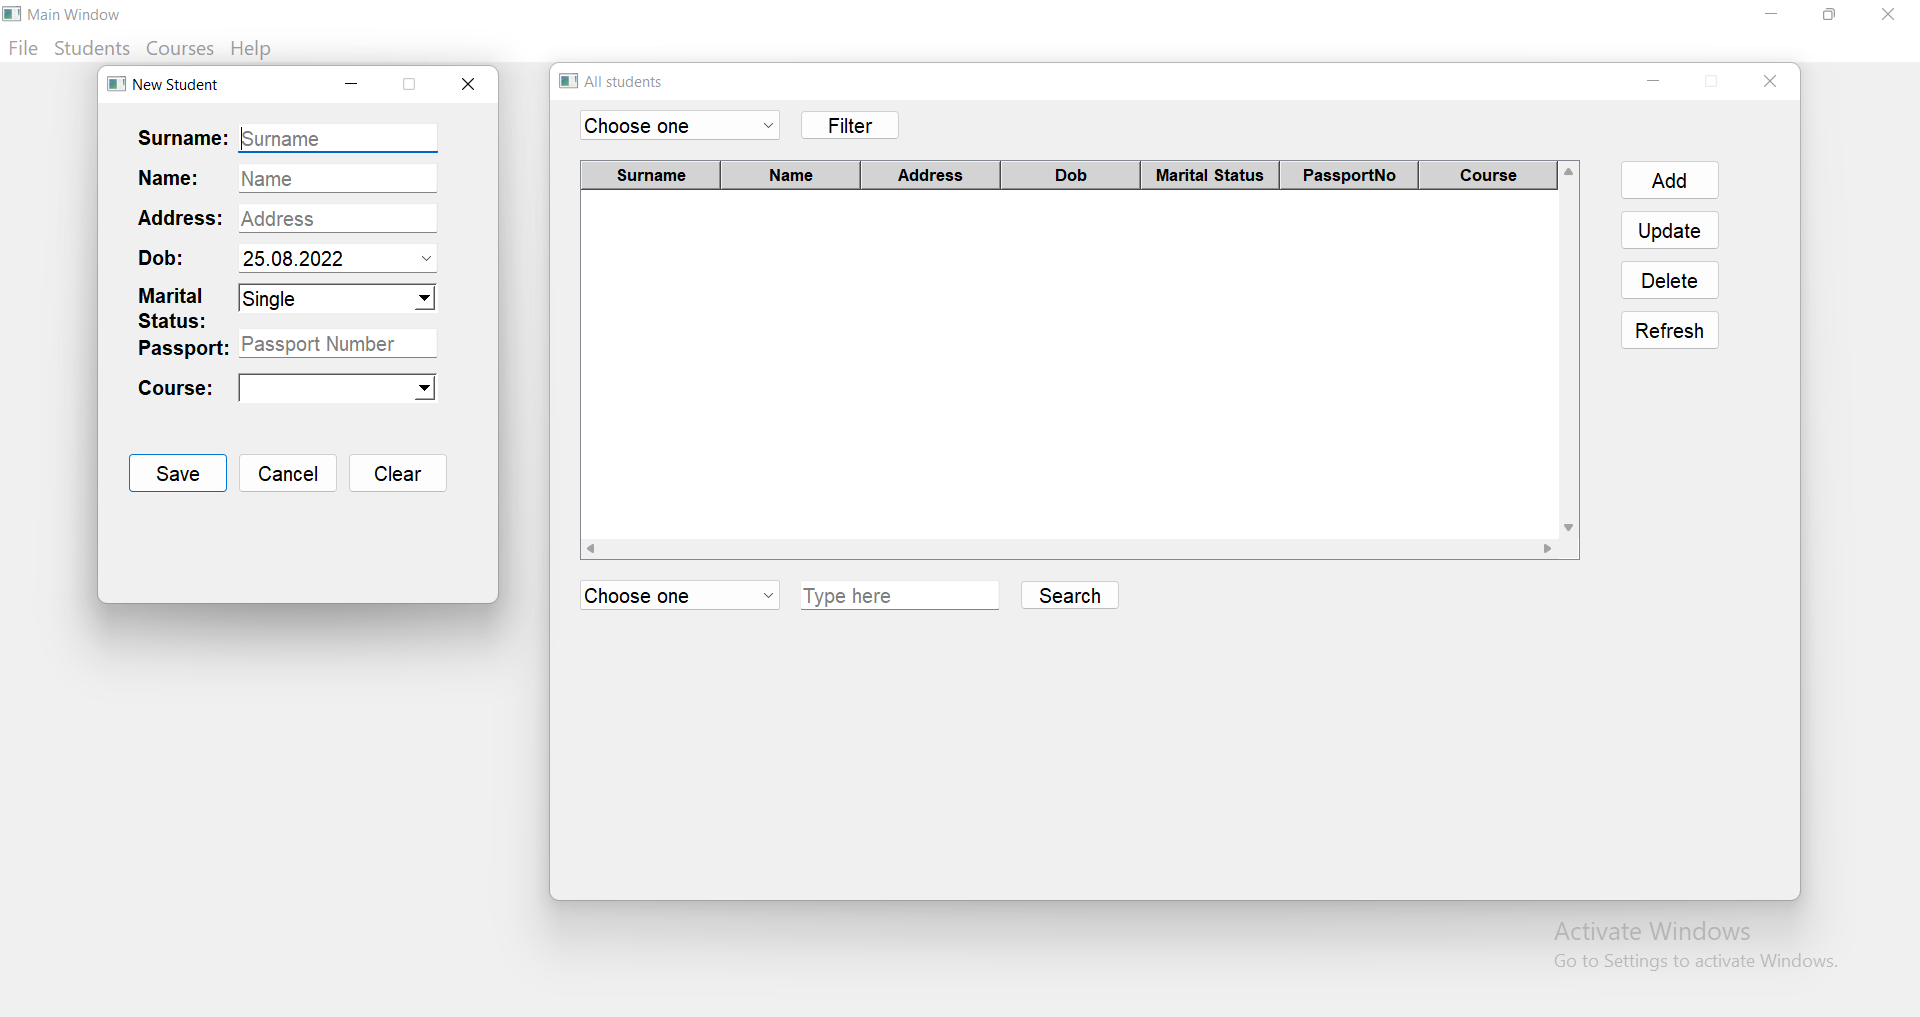 Main Window
File Students Courses Help
New Student
Surname: Surname
Name: Name
Address: Address
Dob: 25.08.2022
Marital
Status: Single
Passport: Passport Number
Course:
Save Cancel Clear
All students
Choose one Filter
Surname Name Address Dob Marital Status PassportNo Course
Add
Update
Delete
Refresh
Choose one Type here Search
Activate Windows
Go to Settings to activate Windows.